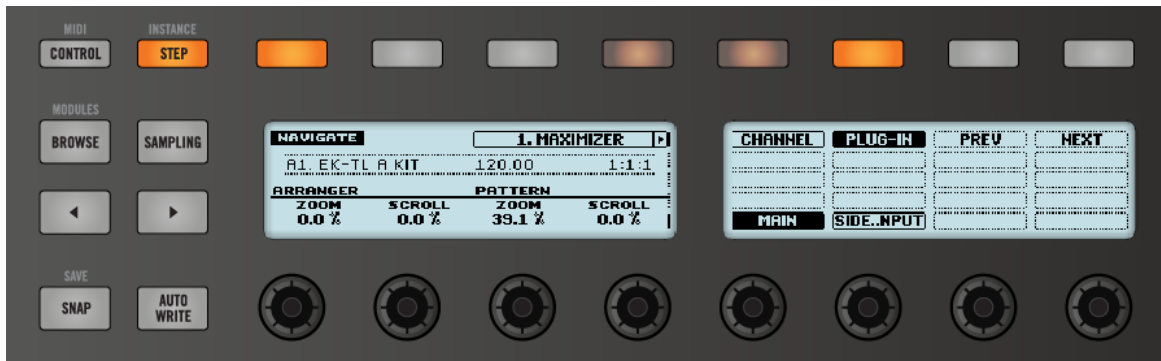 MIDI
INSTANCE
CONTROL
STEP
MODULES
BROWSE
SAMPLING
SAVE
SNAP
AUTO
WRITE
NAVIGATE
1. MAXIMIZER
A1. EK-TL A KIT 120.00 1:1:1
ARRANGER PATTERN
ZOOM SCROLL ZOOM SCROLL
0.0 % 0.0 % 39.1 % 0.0 %
CHANNEL PLUG-IN PREV NEXT
MAIN SIDE..NPUT